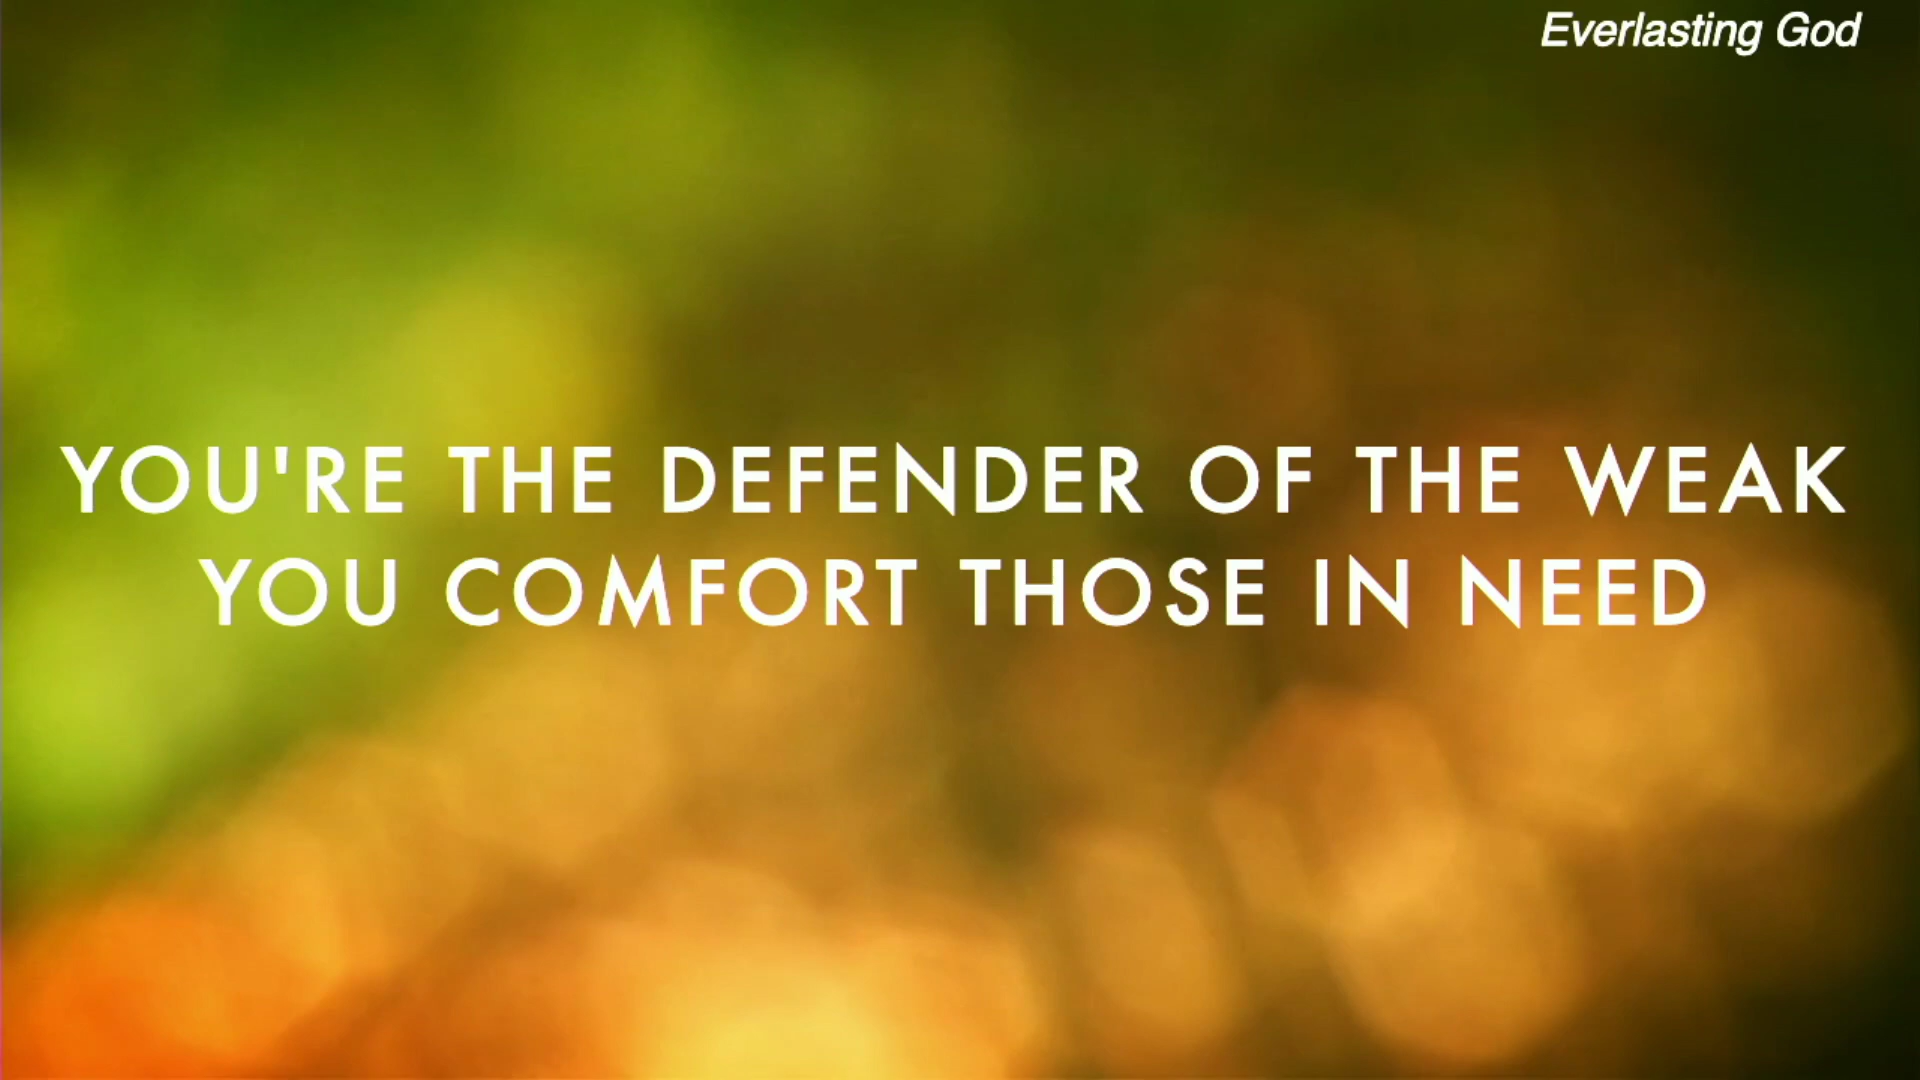 Everlasting God
YOU'RE THE DEFENDER OF THE WEAK
YOU COMFORT THOSE IN NEED